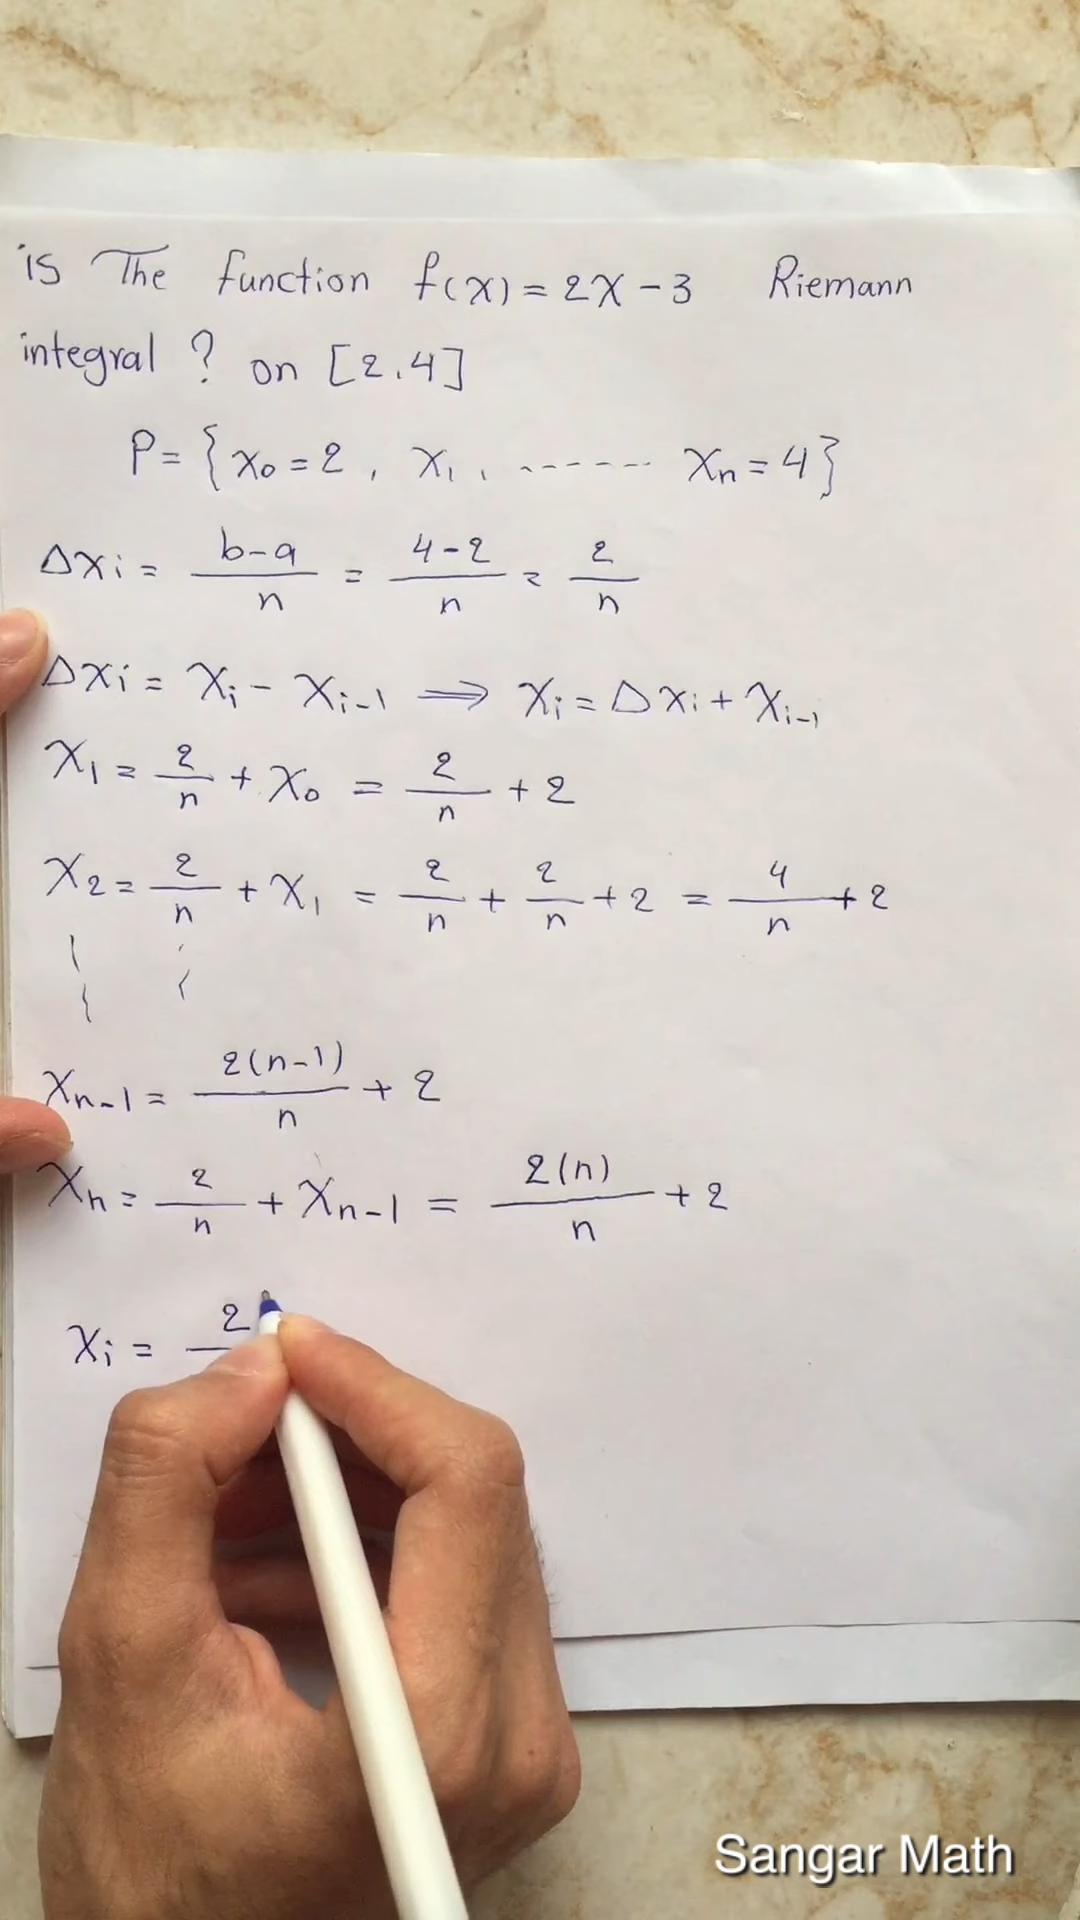 is The function f(x) = 2x - 3 Riemann
integral ? on [2,4]
P = { x₀ = 2 , x₁ , ------ xₙ = 4 }
Δxᵢ = (b-a)/n = (4-2)/n = 2/n
Δxᵢ = xᵢ - xᵢ₋₁ ⟹ xᵢ = Δxᵢ + xᵢ₋₁
x₁ = 2/n + x₀ = 2/n + 2
x₂ = 2/n + x₁ = 2/n + 2/n + 2 = 4/n + 2
xₙ₋₁ = 2(n-1)/n + 2
xₙ = 2/n + xₙ₋₁ = 2(n)/n + 2
xᵢ = 2
Sangar Math